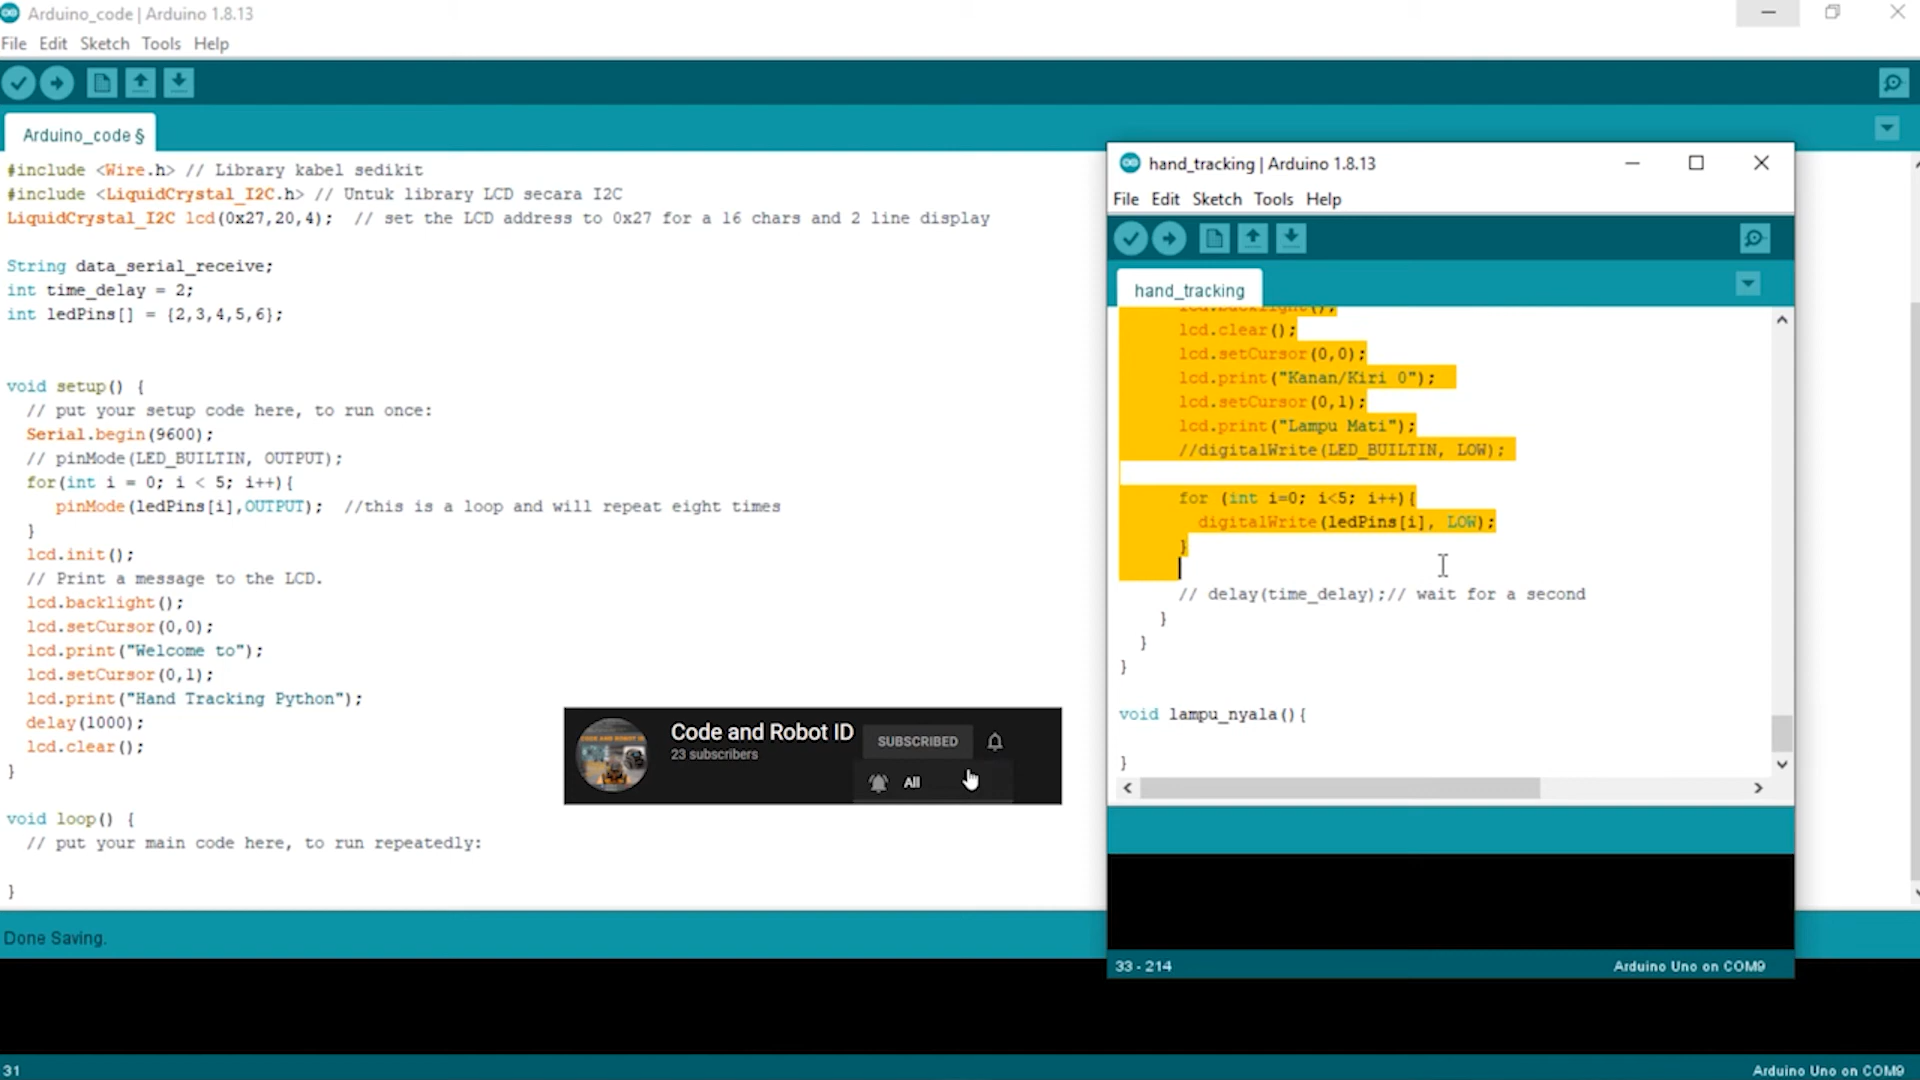 Arduino_code | Arduino 1.8.13
File Edit Sketch Tools Help
Arduino_code §
#include <Wire.h> // Library kabel sedikit
#include <LiquidCrystal_I2C.h> // Untuk library LCD secara I2C
LiquidCrystal_I2C lcd(0x27,20,4);  // set the LCD address to 0x27 for a 16 chars and 2 line display
String data_serial_receive;
int time_delay = 2;
int ledPins[] = {2,3,4,5,6};
void setup() {
// put your setup code here, to run once:
Serial.begin(9600);
// pinMode(LED_BUILTIN, OUTPUT);
for(int i = 0; i < 5; i++){
pinMode(ledPins[i],OUTPUT);  //this is a loop and will repeat eight times
}
lcd.init();
// Print a message to the LCD.
lcd.backlight();
lcd.setCursor(0,0);
lcd.print("Welcome to");
lcd.setCursor(0,1);
lcd.print("Hand Tracking Python");
delay(1000);
lcd.clear();
}
void loop() {
// put your main code here, to run repeatedly:
}
Done Saving.
31
Arduino Uno on COM9
Code and Robot ID
23 subscribers
SUBSCRIBED
All
hand_tracking | Arduino 1.8.13
File Edit Sketch Tools Help
hand_tracking
lcd.backlight();
lcd.clear();
lcd.setCursor(0,0);
lcd.print("Kanan/Kiri 0");
lcd.setCursor(0,1);
lcd.print("Lampu Mati");
//digitalWrite(LED_BUILTIN, LOW);
for (int i=0; i<5; i++){
digitalWrite(ledPins[i], LOW);
}
// delay(time_delay);// wait for a second
}
}
}
void lampu_nyala(){
}
33 - 214
Arduino Uno on COM9